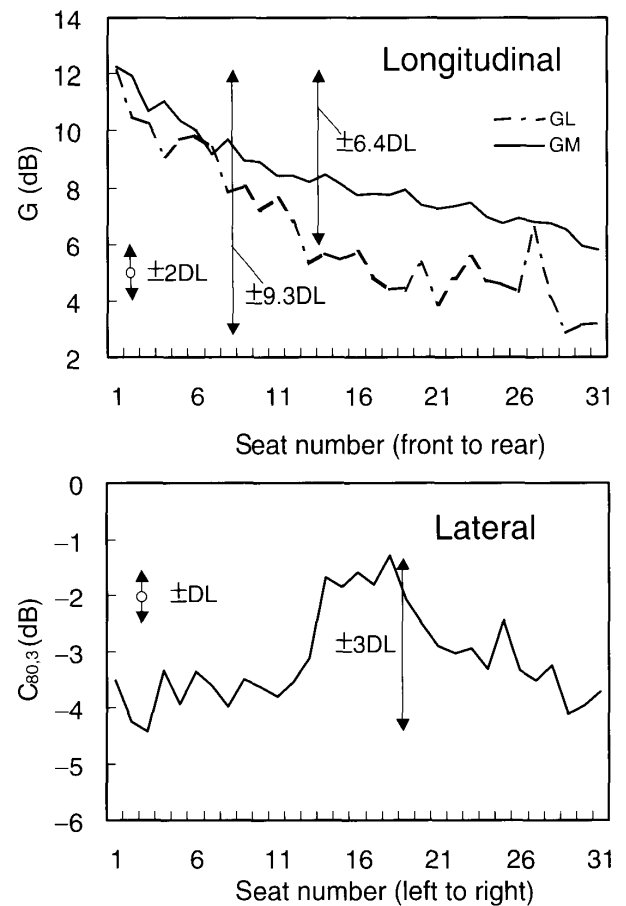 14
12
10
8
6
4
2
G (dB)
Longitudinal
GL
GM
±6.4DL
±2DL
±9.3DL
1 6 11 16 21 26 31
Seat number (front to rear)
0
−1
−2
−3
−4
−5
−6
C80,3 (dB)
Lateral
±DL
±3DL
1 6 11 16 21 26 31
Seat number (left to right)